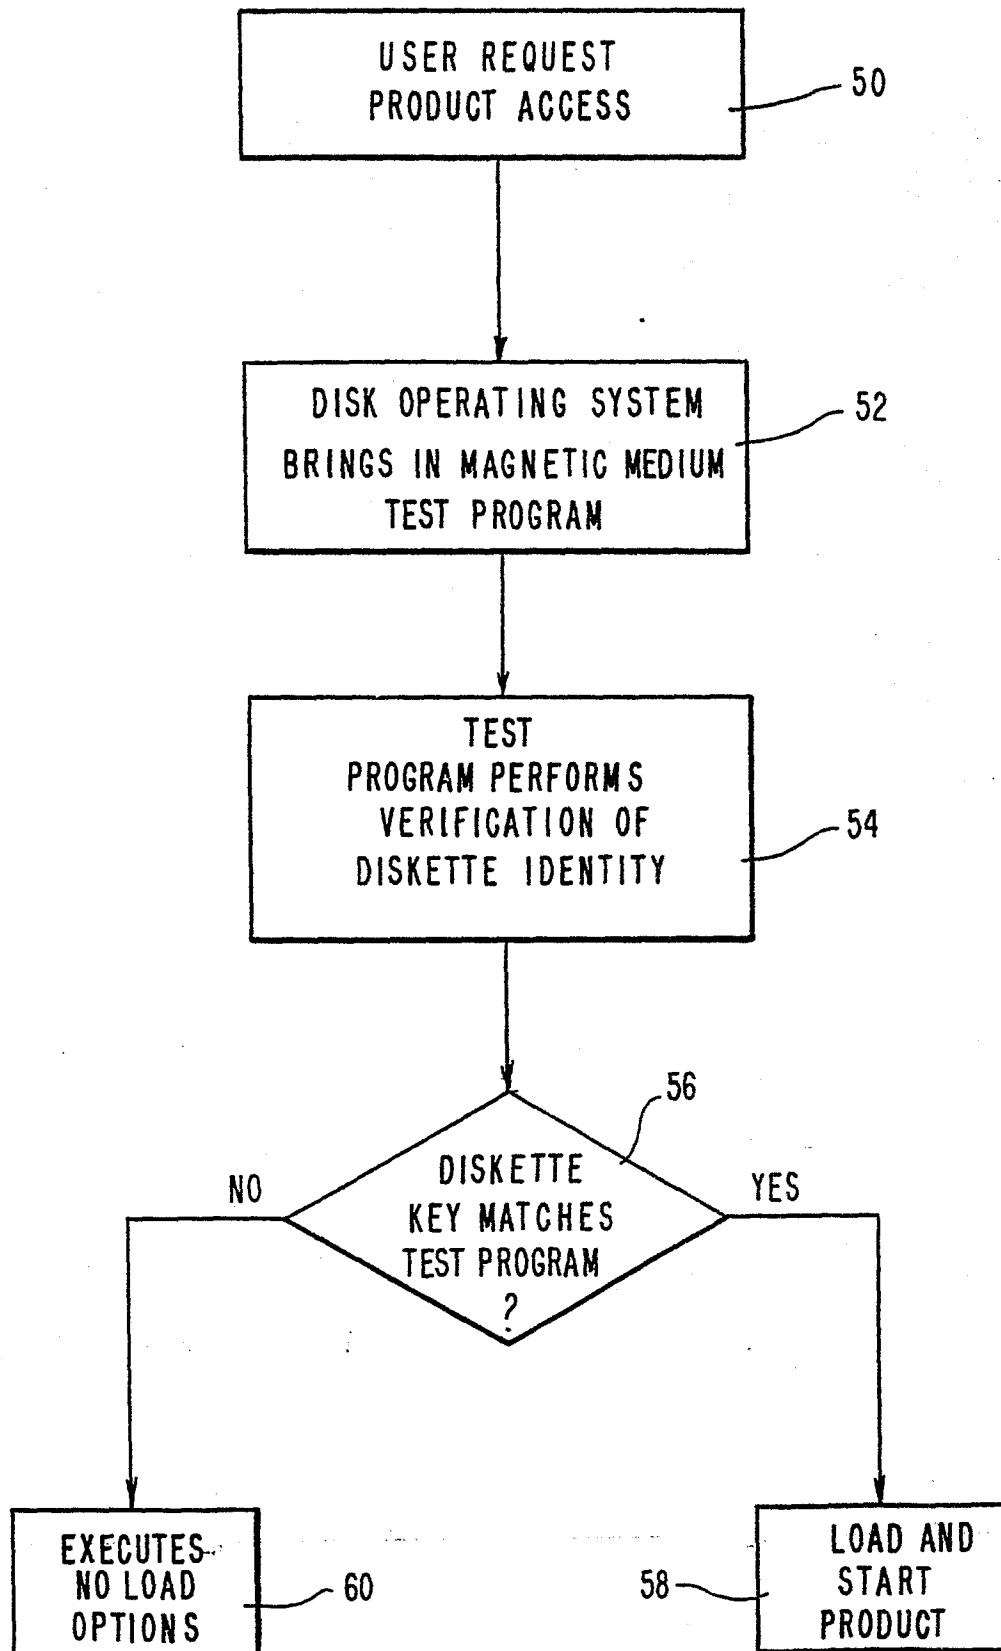 USER REQUEST
PRODUCT ACCESS
50
DISK OPERATING SYSTEM
BRINGS IN MAGNETIC MEDIUM
TEST PROGRAM
52
TEST
PROGRAM PERFORMS
VERIFICATION OF
DISKETTE IDENTITY
54
56
DISKETTE
KEY MATCHES
TEST PROGRAM
?
NO
YES
EXECUTES
NO LOAD
OPTIONS
60
58
LOAD AND
START
PRODUCT